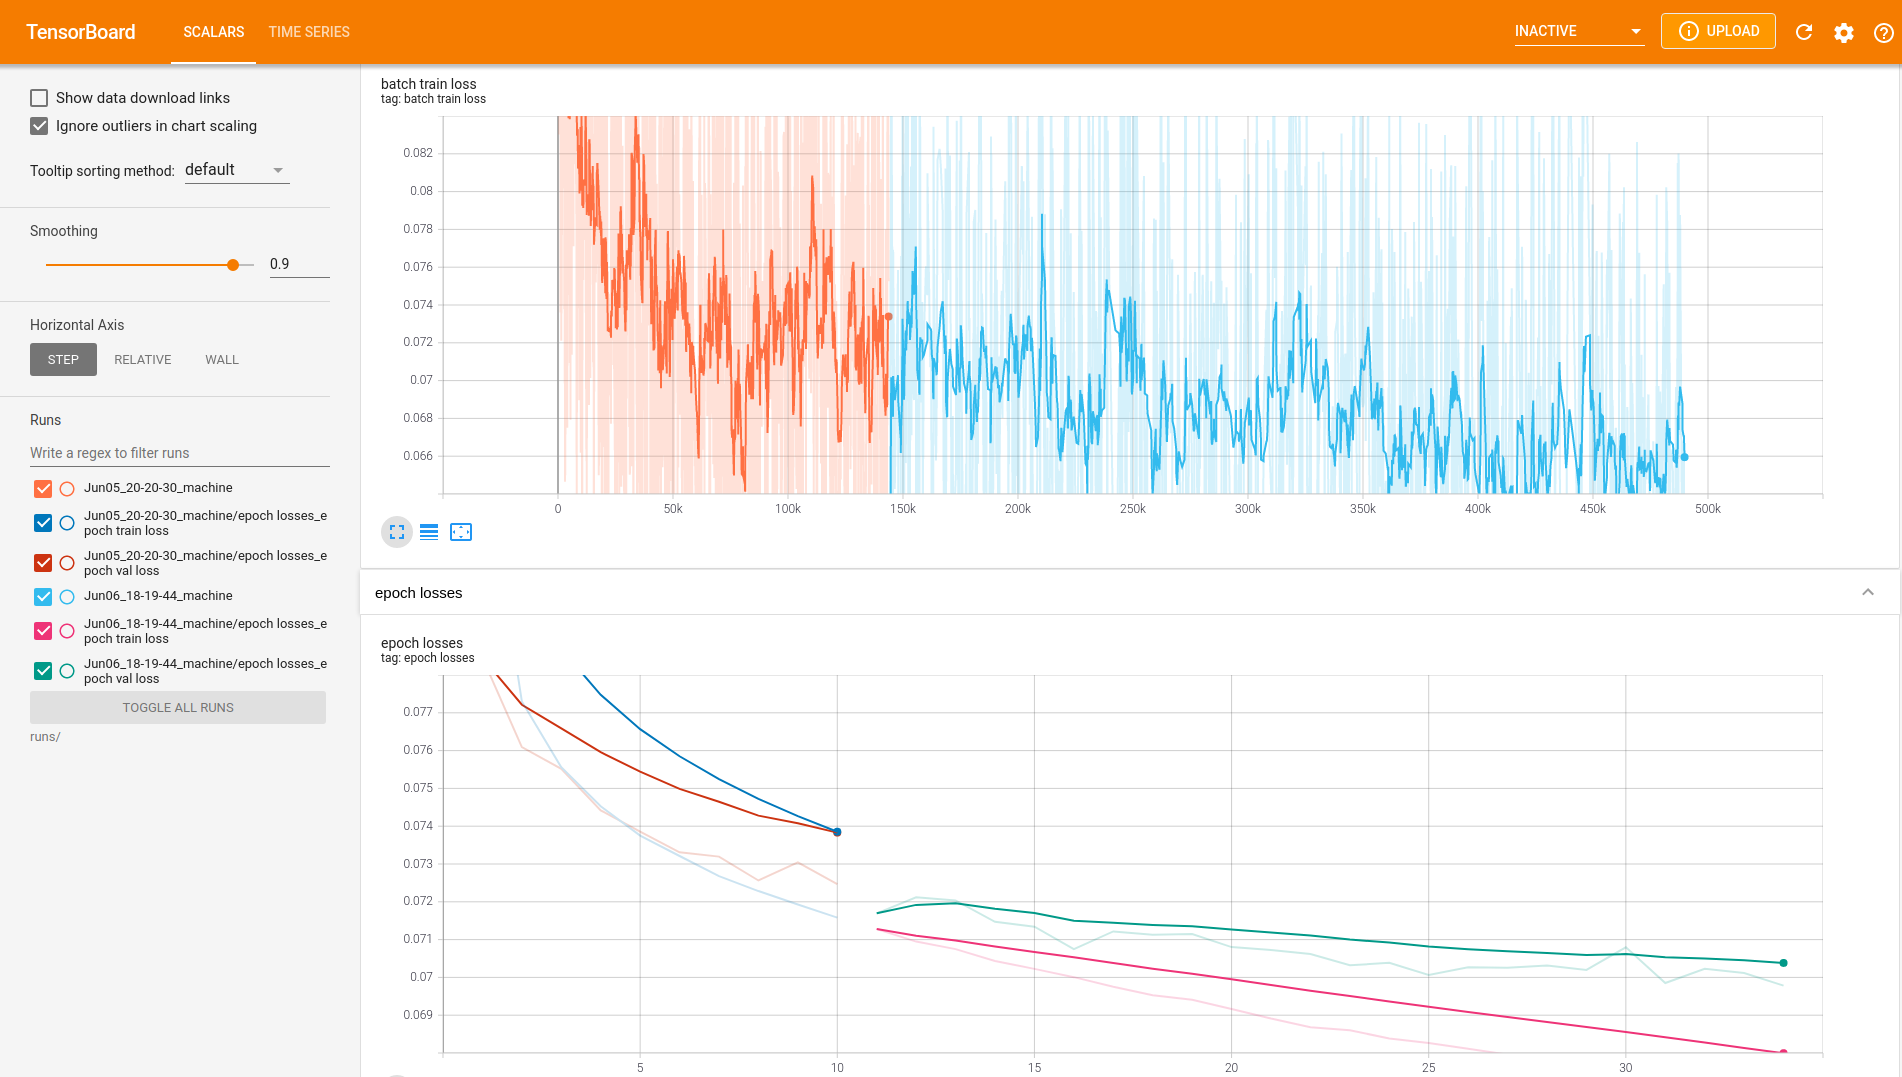 TensorBoard SCALARS TIME SERIES INACTIVE UPLOAD
Show data download links
Ignore outliers in chart scaling
Tooltip sorting method: default
Smoothing
0.9
Horizontal Axis
STEP RELATIVE WALL
Runs
Write a regex to filter runs
Jun05_20-20-30_machine
Jun05_20-20-30_machine/epoch losses_e
poch train loss
Jun05_20-20-30_machine/epoch losses_e
poch val loss
Jun06_18-19-44_machine
Jun06_18-19-44_machine/epoch losses_e
poch train loss
Jun06_18-19-44_machine/epoch losses_e
poch val loss
TOGGLE ALL RUNS
runs/
batch train loss
tag: batch train loss
0.082
0.08
0.078
0.076
0.074
0.072
0.07
0.068
0.066
0 50k 100k 150k 200k 250k 300k 350k 400k 450k 500k
epoch losses
epoch losses
tag: epoch losses
0.077
0.076
0.075
0.074
0.073
0.072
0.071
0.07
0.069
5 10 15 20 25 30